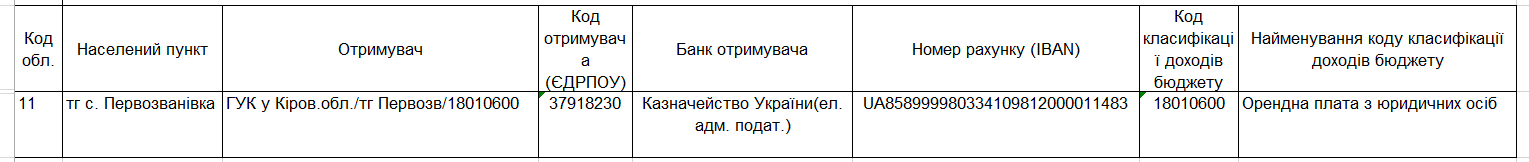 Код обл.
Населений пункт
Отримувач
Код отримувача (ЄДРПОУ)
Банк отримувача
Номер рахунку (IBAN)
Код класифікації доходів бюджету
Найменування коду класифікації доходів бюджету
11
тг с. Первозванівка
ГУК у Кіров.обл./тг Первозв/18010600
37918230
Казначейство України(ел. адм. подат.)
UA858999980334109812000011483
18010600
Орендна плата з юридичних осіб